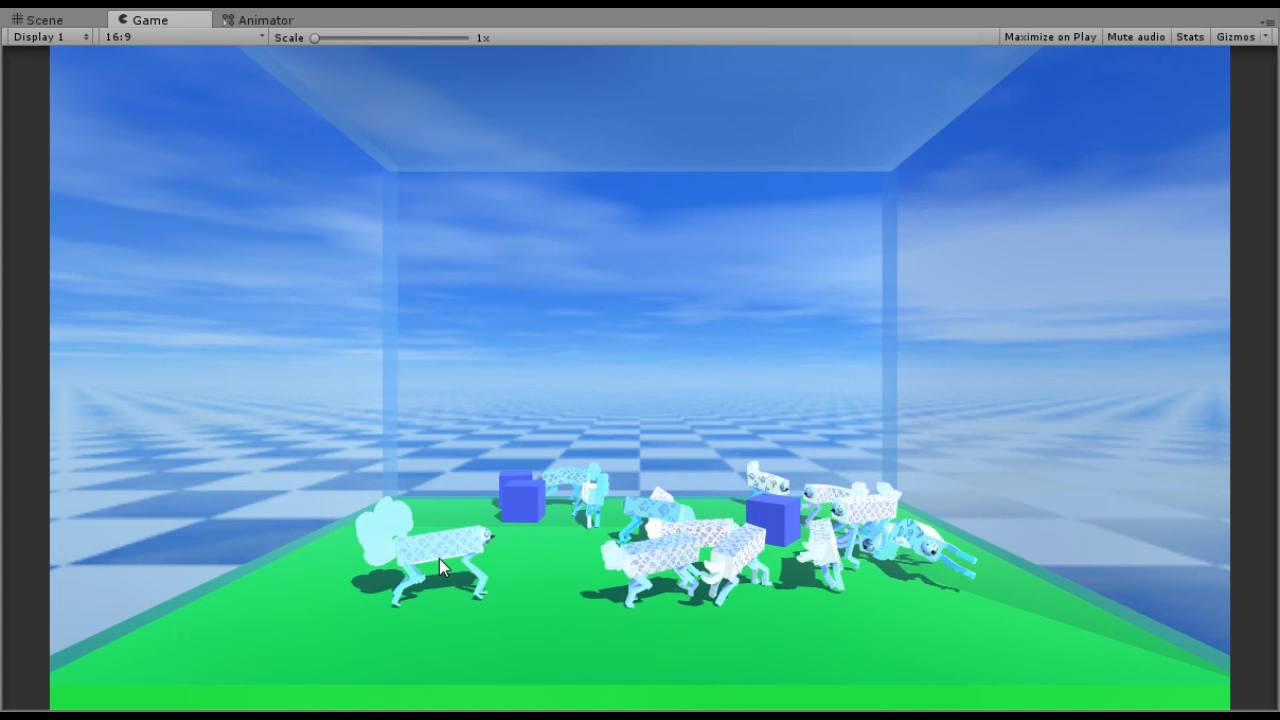 Scene Game Animator
Display 1 16:9 Scale 1x Maximize on Play Mute audio Stats Gizmos